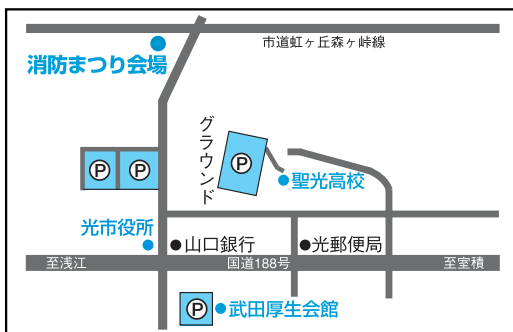 市道虹ヶ丘森ヶ峠線
消防まつり会場
グラウンド
P
P
P
聖光高校
光市役所
山口銀行
光郵便局
至浅江
国道188号
至室積
P
武田厚生会館